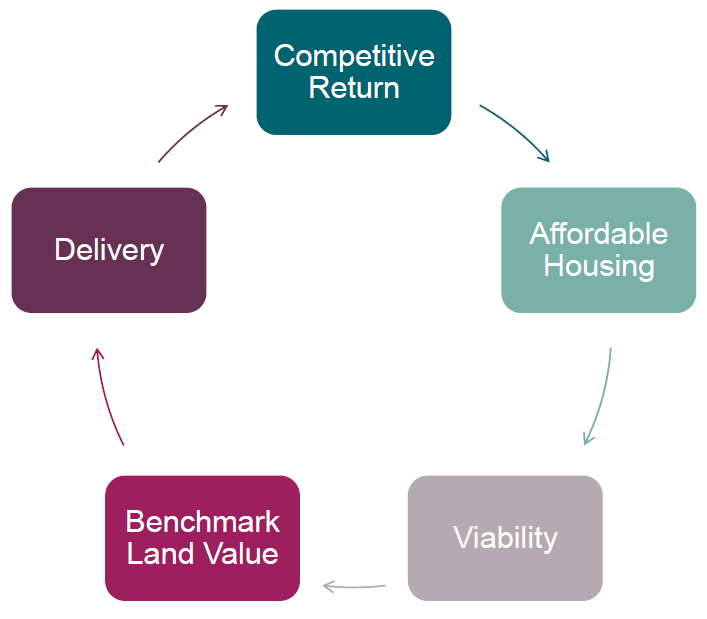 Competitive
Return
Affordable
Housing
Viability
Benchmark
Land Value
Delivery